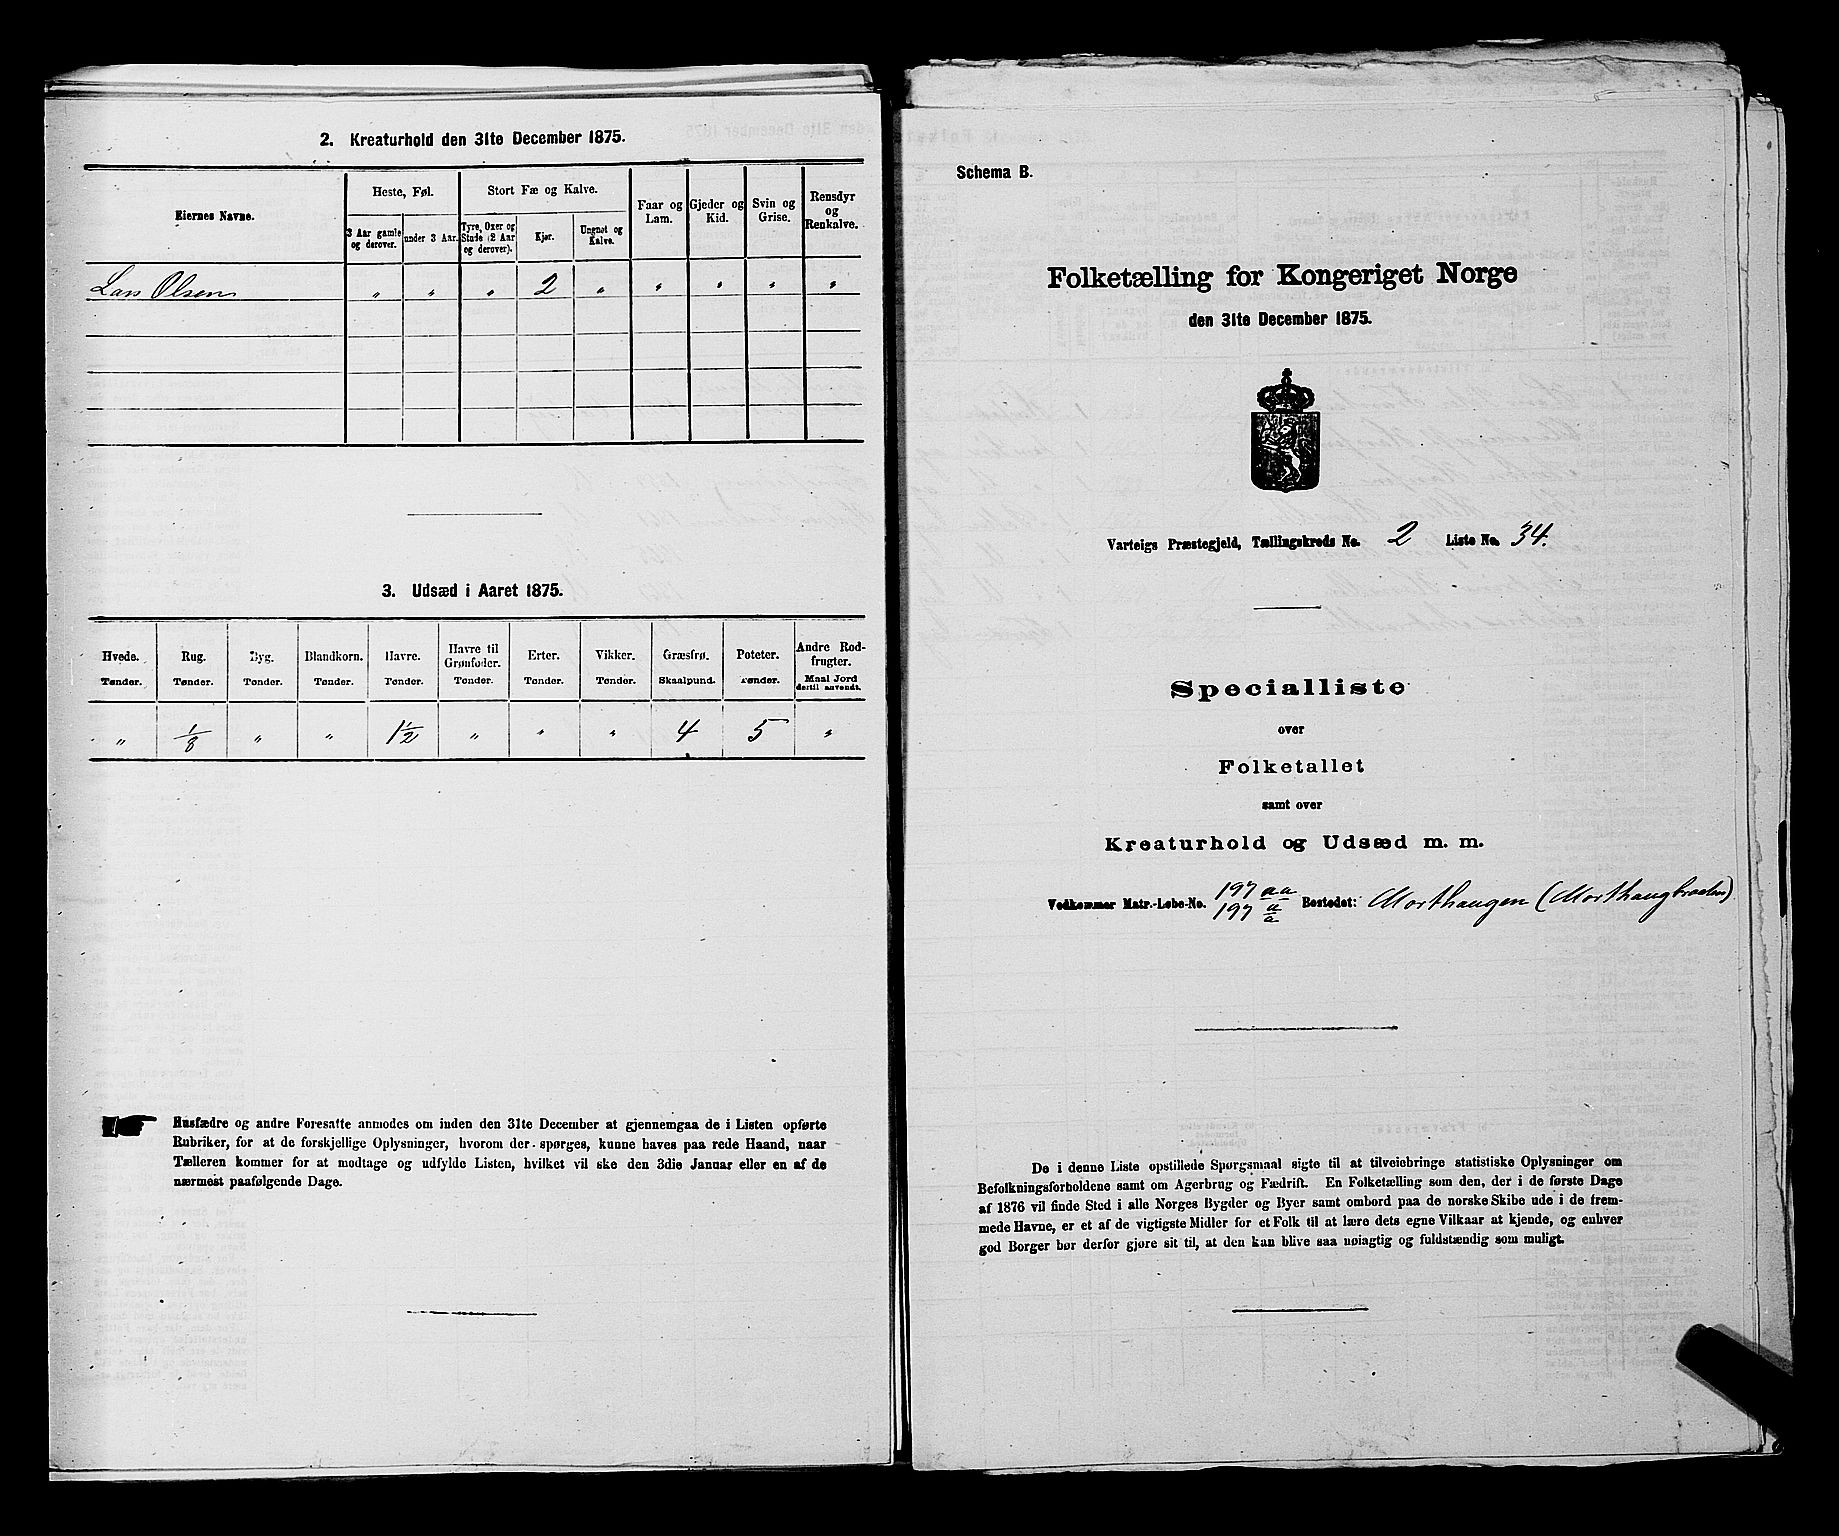 2. Kreaturhold den 31te December 1875.
Eiernes Navne.
Heste, Føl.
Stort Fæ og Kalve.
Faar og Lam.
Gjeder og Kid.
Svin og Grise.
Rensdyr og Renkalve.
3 Aar gamle og derover.
under 3 Aar.
Tyre, Oxer og Stude (2 Aar og derover).
Kjør.
Ungnøt og Kalve.
Lars Olsen " " " 2 " " " " "
3. Udsæd i Aaret 1875.
Hvede. Rug. Byg. Blandkorn. Havre. Havre til Grønfoder. Erter. Vikker. Græsfrø. Poteter. Andre Rodfrugter.
Tønder. Tønder. Tønder. Tønder. Tønder. Tønder. Tønder. Tønder. Skaalpund. Tønder. Maal Jord dertil anvendt.
" 1/8 " " 1 1/2 " " " 4 5 "
Husfædre og andre Foresatte anmodes om inden den 31te December at gjennemgaa de i Listen opførte
Rubriker, for at de forskjellige Oplysninger, hvorom der spørges, kunne haves paa rede Haand, naar
Tælleren kommer for at modtage og udfylde Listen, hvilket vil ske den 3die Januar eller en af de
nærmest paafølgende Dage.
Schema B.
Folketælling for Kongeriget Norge
den 31te December 1875.
Varteigs Præstegjeld, Tællingskreds No. 2 Liste No. 34.
Specialliste
over
Folketallet
samt over
Kreaturhold og Udsæd m. m.
Vedkommer Matr.-Løbe-No. 197 aa 197 a/a Bostedet: Morthaugen (Morthaugbraaten)
De i denne Liste opstillede Spørgsmaal sigte til at tilveiebringe statistiske Oplysninger om
Befolkningsforholdene samt om Agerbrug og Fædrift. En Folketælling som den, der i de første Dage
af 1876 vil finde Sted i alle Norges Bygder og Byer samt ombord paa de norske Skibe ude i de frem-
mede Havne, er et af de vigtigste Midler for et Folk til at lære dets egne Vilkaar at kjende, og enhver
god Borger bør derfor gjøre sit til, at den kan blive saa nøiagtig og fuldstændig som muligt.